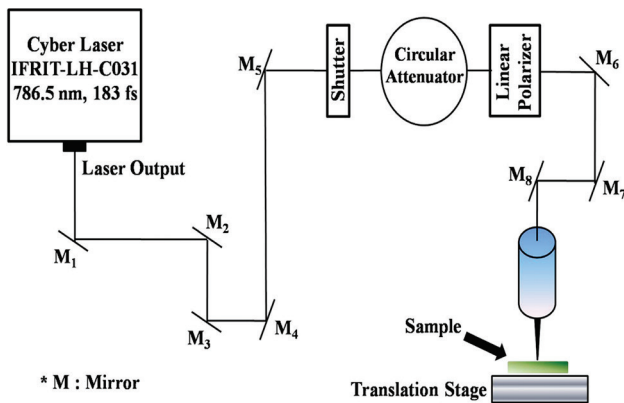 Cyber Laser
IFRIT-LH-C031
786.5 nm, 183 fs
Laser Output
M₁
M₂
M₃
M₄
M₅
Shutter
Circular
Attenuator
Linear
Polarizer
M₆
M₇
M₈
Sample
Translation Stage
* M : Mirror